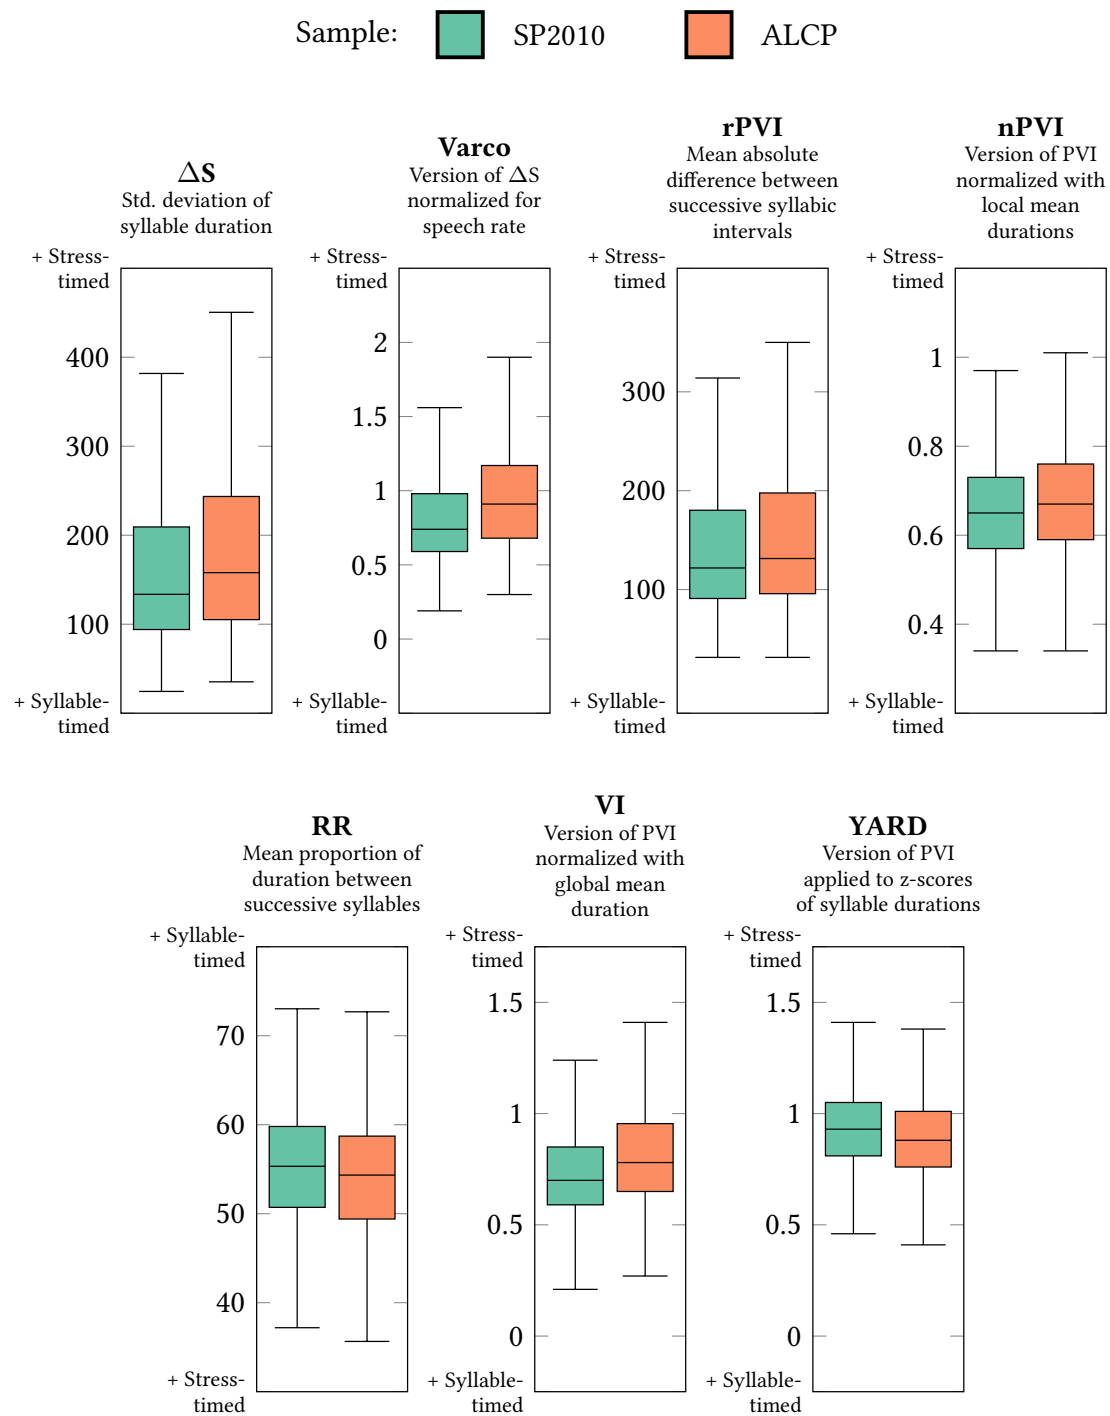 Sample: SP2010 ALCP
ΔS
Std. deviation of
syllable duration
+ Stress-
timed
400
300
200
100
+ Syllable-
timed
Varco
Version of ΔS
normalized for
speech rate
+ Stress-
timed
2
1.5
1
0.5
0
+ Syllable-
timed
rPVI
Mean absolute
difference between
successive syllabic
intervals
+ Stress-
timed
300
200
100
+ Syllable-
timed
nPVI
Version of PVI
normalized with
local mean
durations
+ Stress-
timed
1
0.8
0.6
0.4
+ Syllable-
timed
RR
Mean proportion of
duration between
successive syllables
+ Syllable-
timed
70
60
50
40
+ Stress-
timed
VI
Version of PVI
normalized with
global mean
duration
+ Stress-
timed
1.5
1
0.5
0
+ Syllable-
timed
YARD
Version of PVI
applied to z-scores
of syllable durations
+ Stress-
timed
1.5
1
0.5
0
+ Syllable-
timed